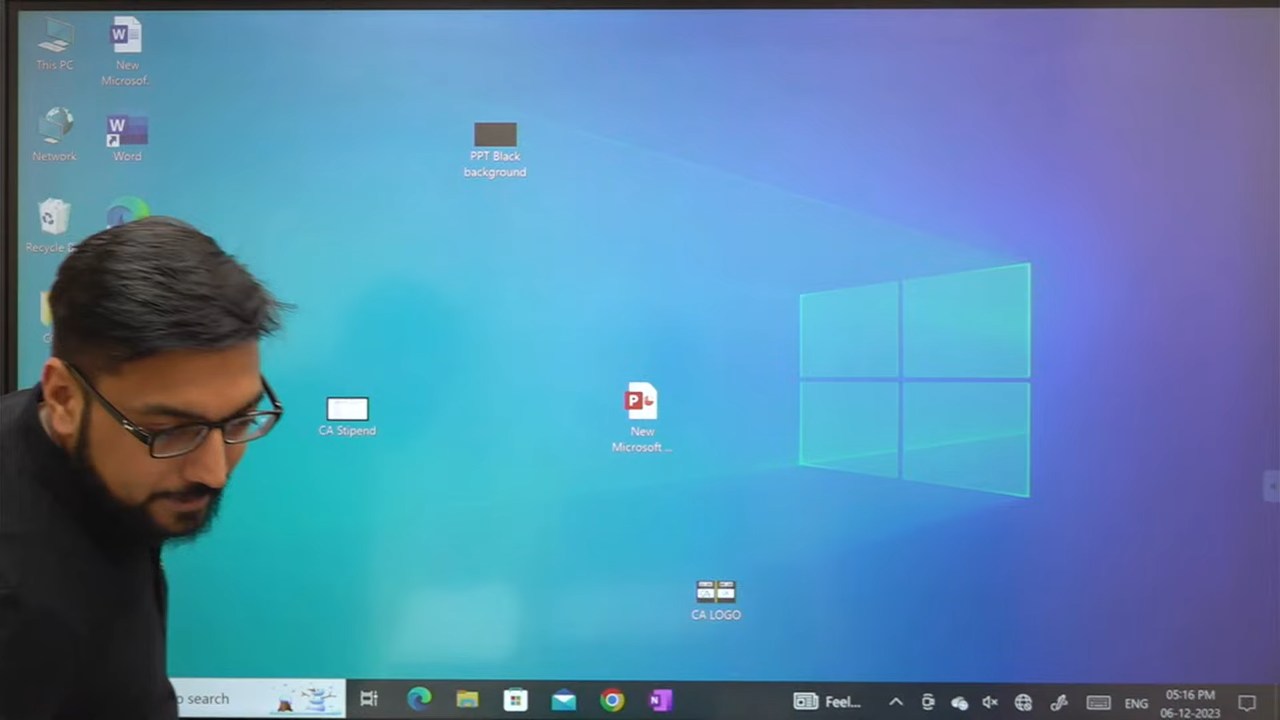 This PC
New
Microsof...
Network
Word
Recycle
PPT Black
background
CA Stipend
New
Microsoft ...
CA LOGO
search
Feel...
ENG
05:16 PM
06-12-2023